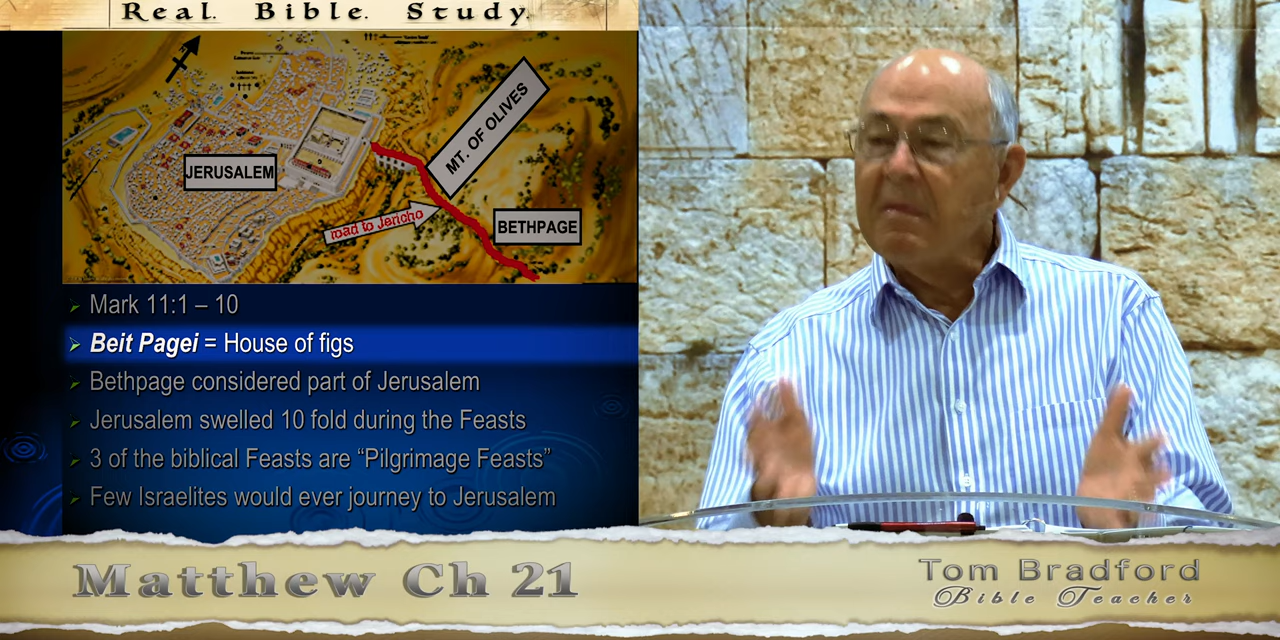 Real. Bible. Study.
JERUSALEM
MT. OF OLIVES
road to Jericho
BETHPAGE
Mark 11:1 – 10
Beit Pagei = House of figs
Bethpage considered part of Jerusalem
Jerusalem swelled 10 fold during the Feasts
3 of the biblical Feasts are “Pilgrimage Feasts”
Few Israelites would ever journey to Jerusalem
Matthew Ch 21
Tom Bradford
Bible Teacher